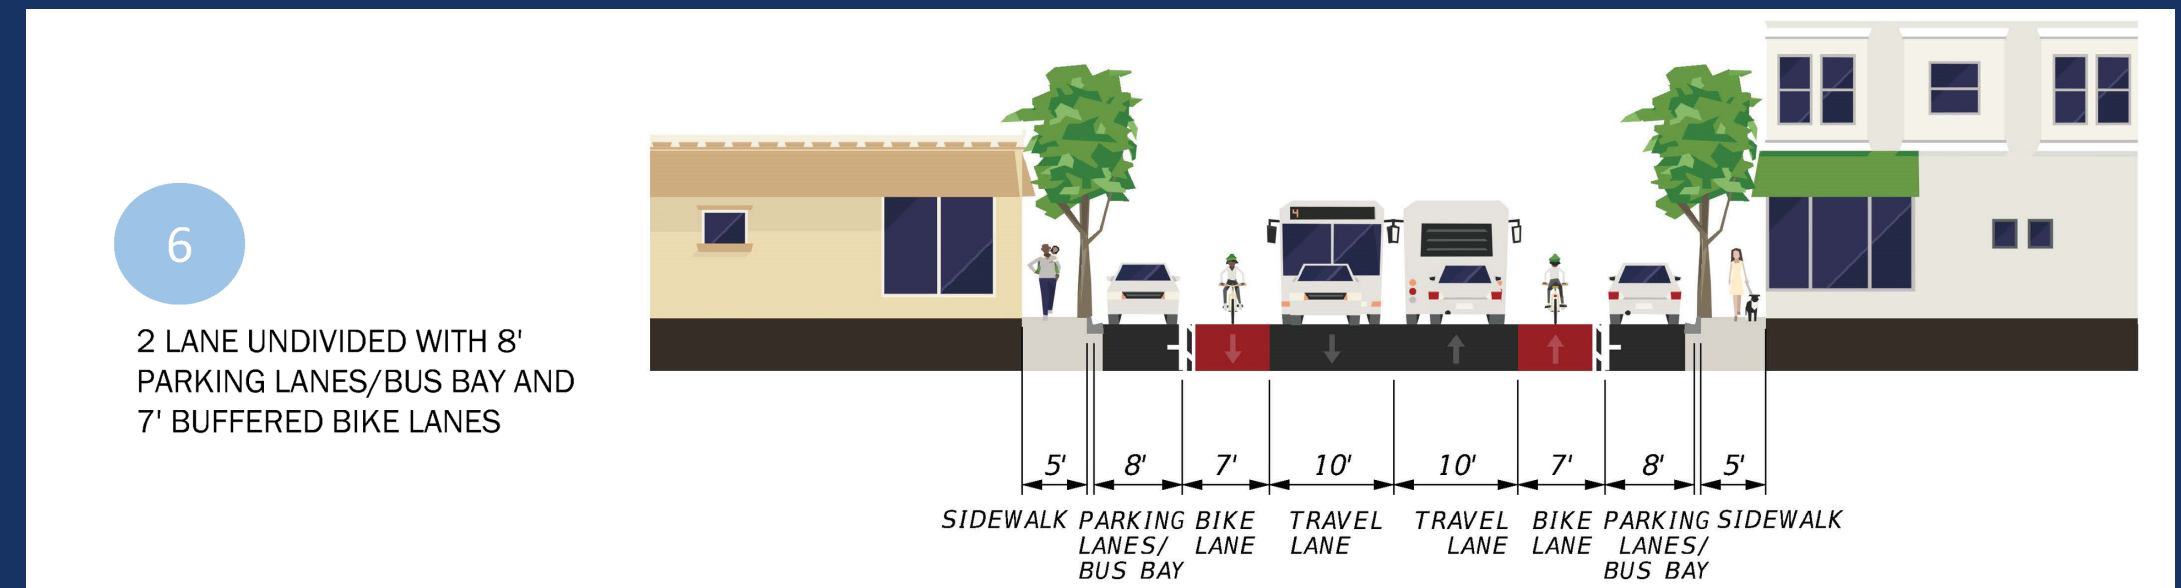 6
2 LANE UNDIVIDED WITH 8'
PARKING LANES/BUS BAY AND
7' BUFFERED BIKE LANES
4
5' 8' 7' 10' 10' 7' 8' 5'
SIDEWALK PARKING BIKE TRAVEL TRAVEL BIKE PARKING SIDEWALK
LANES/ LANE LANE LANE LANE LANES/
BUS BAY BUS BAY